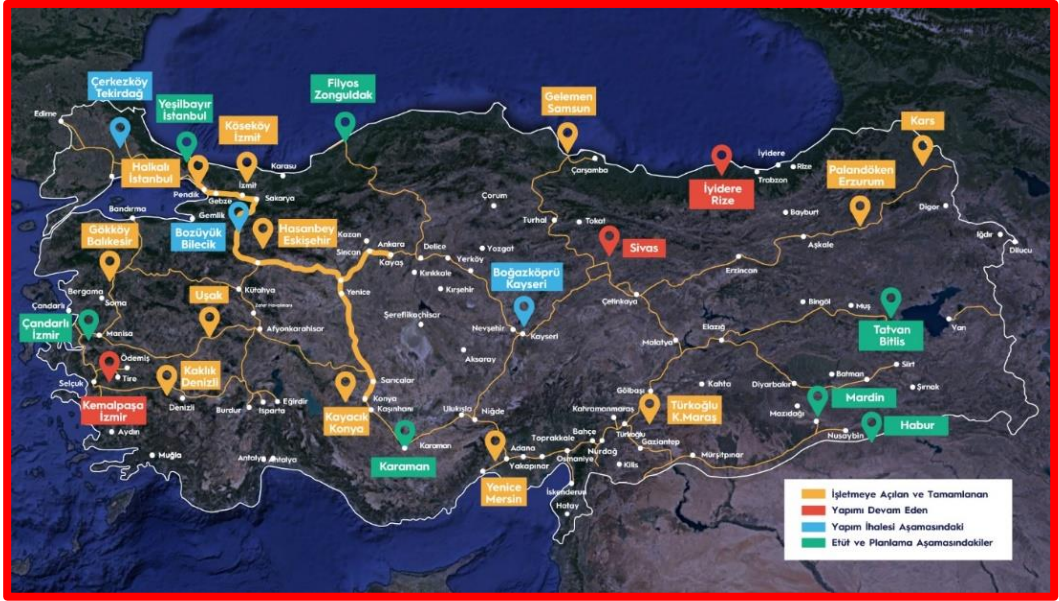 Çerkezköy
Tekirdağ
Yeşilbayır
İstanbul
Köseköy
İzmit
Filyos
Zonguldak
Gelemen
Samsun
Kars
Edirne
Halkalı
İstanbul
İzmit
Karasu
Çarşamba
İyidere
Rize
Trabzon
İyidere
Rize
Palandöken
Erzurum
Pendik
Gebze
Sakarya
Bandırma
Gemlik
Bozüyük
Bilecik
Hasanbey
Eskişehir
Gökköy
Balıkesir
Çorum
Turhal
Tokat
Sivas
Bayburt
Digor
Iğdır
Dilucu
Aşkale
Erzincan
Kazan
Sincan
Ankara
Kayaş
Delice
Kırıkkale
Yozgat
Yerköy
Kırşehir
Boğazköprü
Kayseri
Çetinkaya
Bergama
Soma
Çandarlı
Çandarlı
İzmir
Manisa
Uşak
Kütahya
Afyonkarahisar
Yenice
Şereflikoçhisar
Nevşehir
Kayseri
Aksaray
Malatya
Elazığ
Bingöl
Muş
Tatvan
Bitlis
Van
Ödemiş
Tire
Selçuk
Kemalpaşa
İzmir
Aydın
Kaklık
Denizli
Denizli
Burdur
Isparta
Eğirdir
Muğla
Antalya
Sarıcalar
Konya
Kaşınhanı
Kayacık
Konya
Karaman
Karaman
Ulukışla
Niğde
Yenice
Mersin
Adana
Yakapınar
Toprakkale
Osmaniye
Bahçe
Nurdağ
Kahramanmaraş
Türkoğlu
Gaziantep
Kilis
İskenderun
Hatay
Gölbaşı
Kahta
Türkoğlu
K.Maraş
Mürşitpınar
Diyarbakır
Batman
Siirt
Şırnak
Mazıdağı
Mardin
Nusaybin
Habur
İşletmeye Açılan ve Tamamlanan
Yapımı Devam Eden
Yapım İhalesi Aşamasındaki
Etüt ve Planlama Aşamasındakiler